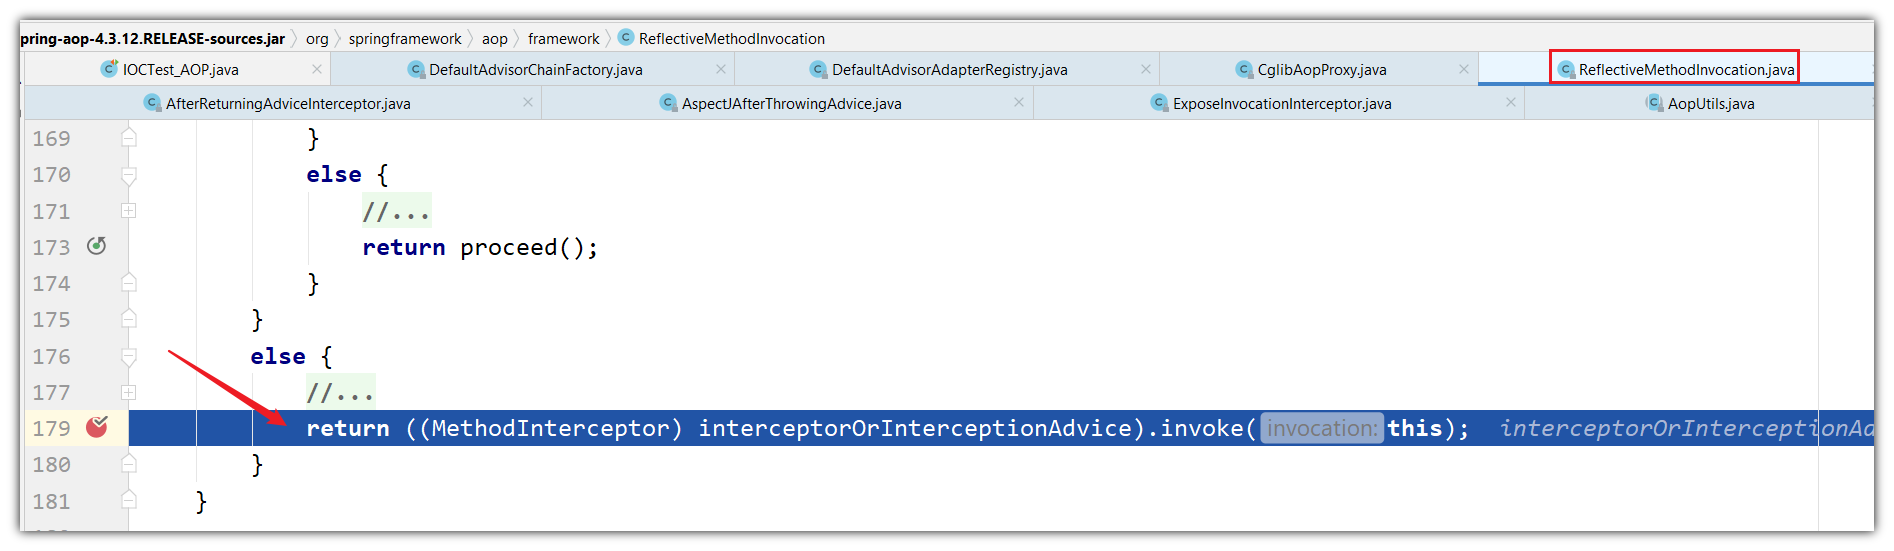 pring-aop-4.3.12.RELEASE-sources.jar 〉 org 〉 springframework 〉 aop 〉 framework 〉 ReflectiveMethodInvocation
IOCTest_AOP.java DefaultAdvisorChainFactory.java DefaultAdvisorAdapterRegistry.java CglibAopProxy.java ReflectiveMethodInvocation.java
AfterReturningAdviceInterceptor.java AspectJAfterThrowingAdvice.java ExposeInvocationInterceptor.java AopUtils.java
169 }
170 else {
171 //...
173 return proceed();
174 }
175 }
176 else {
177 //...
179 return ((MethodInterceptor) interceptorOrInterceptionAdvice).invoke( invocation: this); interceptorOrInterceptionAd
180 }
181 }